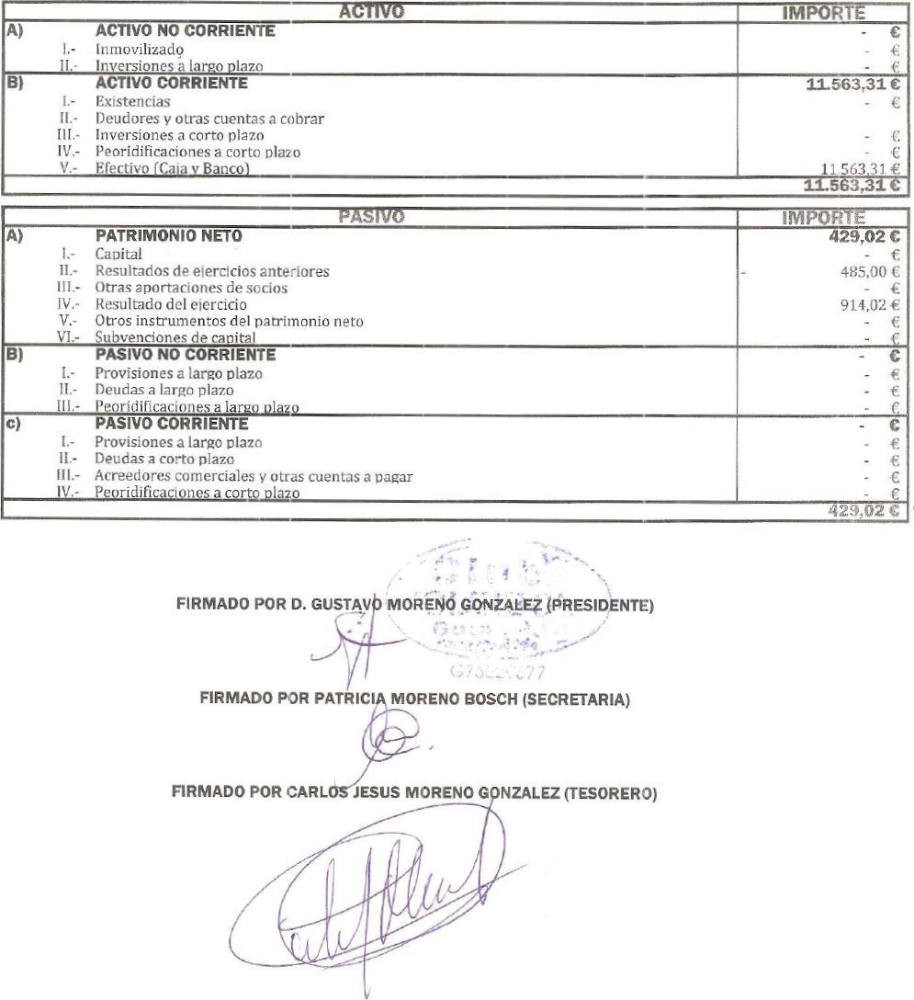 ACTIVO IMPORTE
A) ACTIVO NO CORRIENTE - €
I.- Inmovilizado - €
II.- Inversiones a largo plazo - €
B) ACTIVO CORRIENTE 11.563,31 €
I.- Existencias - €
II.- Deudores y otras cuentas a cobrar
III.- Inversiones a corto plazo - €
IV.- Peoridificaciones a corto plazo - €
V.- Efectivo (Caja y Banco) 11.563,31 €
11.563,31 €
PASIVO IMPORTE
A) PATRIMONIO NETO 429,02 €
I.- Capital - €
II.- Resultados de ejercicios anteriores - 485,00 €
III.- Otras aportaciones de socios - €
IV.- Resultado del ejercicio 914,02 €
V.- Otros instrumentos del patrimonio neto - €
VI.- Subvenciones de capital - €
B) PASIVO NO CORRIENTE - €
I.- Provisiones a largo plazo - €
II.- Deudas a largo plazo - €
III.- Peoridificaciones a largo plazo - €
c) PASIVO CORRIENTE - €
I.- Provisiones a largo plazo - €
II.- Deudas a corto plazo - €
III.- Acreedores comerciales y otras cuentas a pagar - €
IV.- Peoridificaciones a corto plazo - €
429,02 €
FIRMADO POR D. GUSTAVO MORENO GONZALEZ (PRESIDENTE)
FIRMADO POR PATRICIA MORENO BOSCH (SECRETARIA)
FIRMADO POR CARLOS JESUS MORENO GONZALEZ (TESORERO)